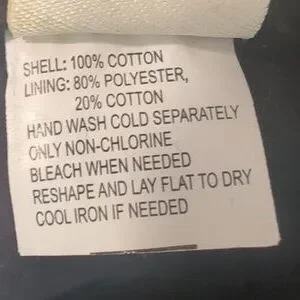 SHELL: 100% COTTON
LINING: 80% POLYESTER,
20% COTTON
HAND WASH COLD SEPARATELY
ONLY NON-CHLORINE
BLEACH WHEN NEEDED
RESHAPE AND LAY FLAT TO DRY
COOL IRON IF NEEDED